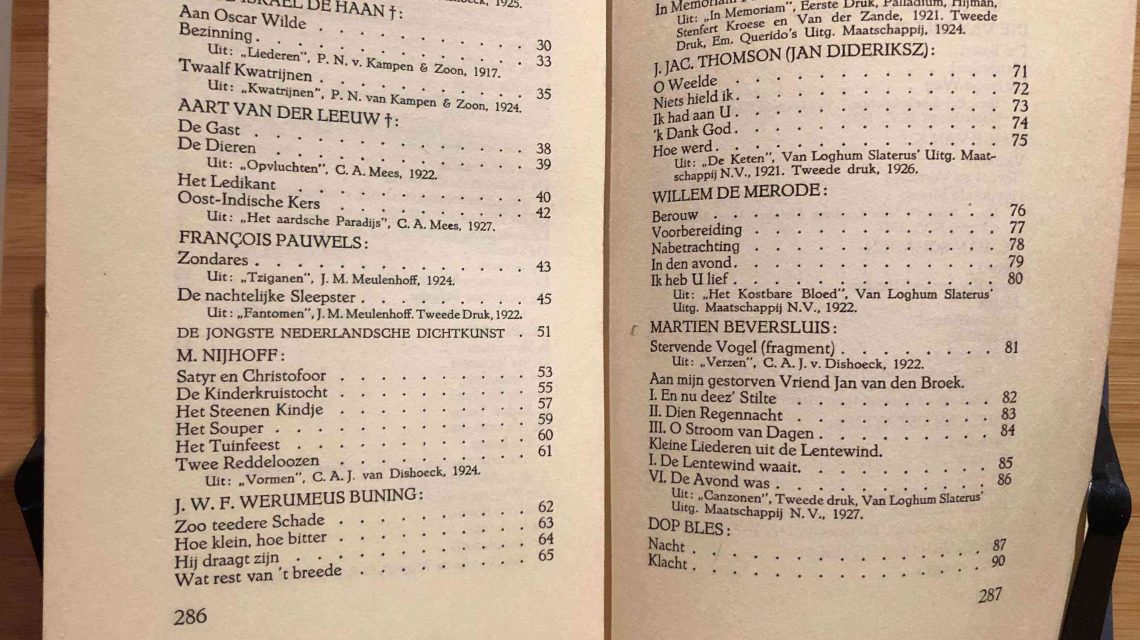 ISRAEL DE HAAN †:
Aan Oscar Wilde . . . . . . . . . . 30
Bezinning . . . . . . . . . . 33
Uit: „Liederen”, P. N. v. Kampen & Zoon, 1917.
Twaalf Kwatrijnen . . . . . . . . . . 35
Uit: „Kwatrijnen”, P. N. van Kampen & Zoon, 1924.
AART VAN DER LEEUW †:
De Gast . . . . . . . . . . 38
De Dieren . . . . . . . . . . 39
Uit: „Opvluchten”, C. A. Mees, 1922.
Het Ledikant . . . . . . . . . . 40
Oost-Indische Kers . . . . . . . . . . 42
Uit: „Het aardsche Paradijs”, C. A. Mees, 1927.
FRANÇOIS PAUWELS:
Zondares . . . . . . . . . . 43
Uit: „Tziganen”, J. M. Meulenhoff, 1924.
De nachtelijke Sleepster . . . . . . . . . . 45
Uit: „Fantomen”, J. M. Meulenhoff. Tweede Druk, 1922.
DE JONGSTE NEDERLANDSCHE DICHTKUNST . 51
M. NIJHOFF:
Satyr en Christofoor . . . . . . . . . . 53
De Kinderkruistocht . . . . . . . . . . 55
Het Steenen Kindje . . . . . . . . . . 57
Het Souper . . . . . . . . . . 59
Het Tuinfeest . . . . . . . . . . 60
Twee Reddeloozen . . . . . . . . . . 61
Uit: „Vormen”, C. A. J. van Dishoeck, 1924.
J. W. F. WERUMEUS BUNING:
Zoo teedere Schade . . . . . . . . . . 62
Hoe klein, hoe bitter . . . . . . . . . . 63
Hij draagt zijn . . . . . . . . . . 64
Wat rest van 't breede . . . . . . . . . . 65
286
In Memoriam
Uit: „In Memoriam”, Eerste Druk, Palladium, Hijman,
Stenfert Kroese en Van der Zande, 1921. Tweede
Druk, Em. Querido's Uitg. Maatschappij, 1924.
J. JAC. THOMSON (JAN DIDERIKSZ):
O Weelde . . . . . . . . . . 71
Niets hield ik . . . . . . . . . . 72
Ik had aan U . . . . . . . . . . 73
'k Dank God . . . . . . . . . . 74
Hoe werd . . . . . . . . . . 75
Uit: „De Keten”, Van Loghum Slaterus' Uitg. Maat-
schappij N.V., 1921. Tweede druk, 1926.
WILLEM DE MERODE:
Berouw . . . . . . . . . . 76
Voorbereiding . . . . . . . . . . 77
Nabetrachting . . . . . . . . . . 78
In den avond . . . . . . . . . . 79
Ik heb U lief . . . . . . . . . . 80
Uit: „Het Kostbare Bloed”, Van Loghum Slaterus'
Uitg. Maatschappij N.V., 1922.
MARTIEN BEVERSLUIS:
Stervende Vogel (fragment) . . . . . . . . 81
Uit: „Verzen”, C. A. J. v. Dishoeck, 1922.
Aan mijn gestorven Vriend Jan van den Broek.
I. En nu deez' Stilte . . . . . . . . . . 82
II. Dien Regennacht . . . . . . . . . . 83
III. O Stroom van Dagen . . . . . . . . . . 84
Kleine Liederen uit de Lentewind.
I. De Lentewind waait . . . . . . . . . . 85
VI. De Avond was . . . . . . . . . . 86
Uit: „Canzonen”, Tweede druk, Van Loghum Slaterus'
Uitg. Maatschappij N. V., 1927.
DOP BLES:
Nacht . . . . . . . . . . 87
Klacht . . . . . . . . . . 90
287